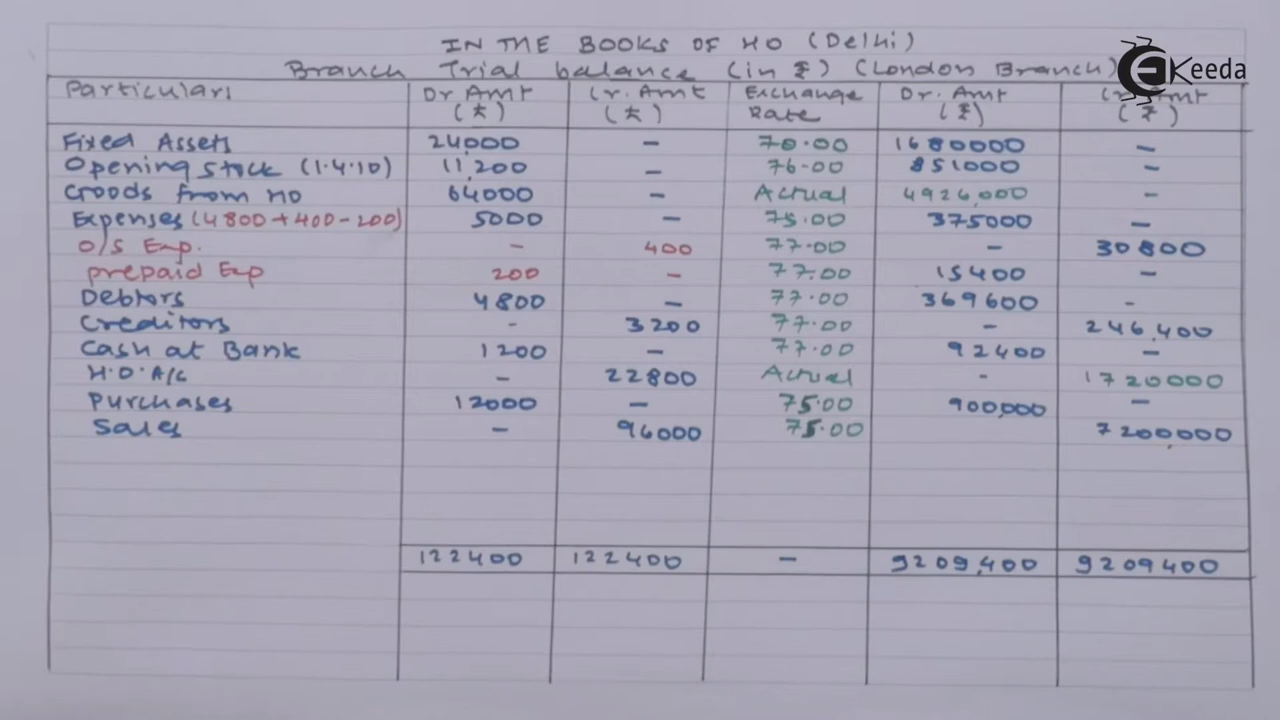 IN THE BOOKS OF HO (Delhi)
Branch Trial balance (in ₹) (London Branch)
EKeeda
Particulars Dr Amt (£) Cr. Amt (£) Exchange Rate Dr. Amt (₹) Cr. Amt (₹)
Fixed Assets 24000 - 70.00 1680000 -
Opening stock (1.4.10) 11,200 - 76.00 851000 -
Goods from HO 64000 - Actual 4926,000 -
Expenses (4800+400-200) 5000 - 75.00 375000 -
O/S Exp. - 400 77.00 - 30800
prepaid Exp 200 - 77.00 15400 -
Debtors 4800 - 77.00 369600 -
Creditors - 3200 77.00 - 246,400
Cash at Bank 1200 - 77.00 92400 -
H.O. A/C - 22800 Actual - 1720000
Purchases 12000 - 75.00 900,000 -
Sales - 96000 75.00 7200,000
122400 122400 - 9209,400 9209400